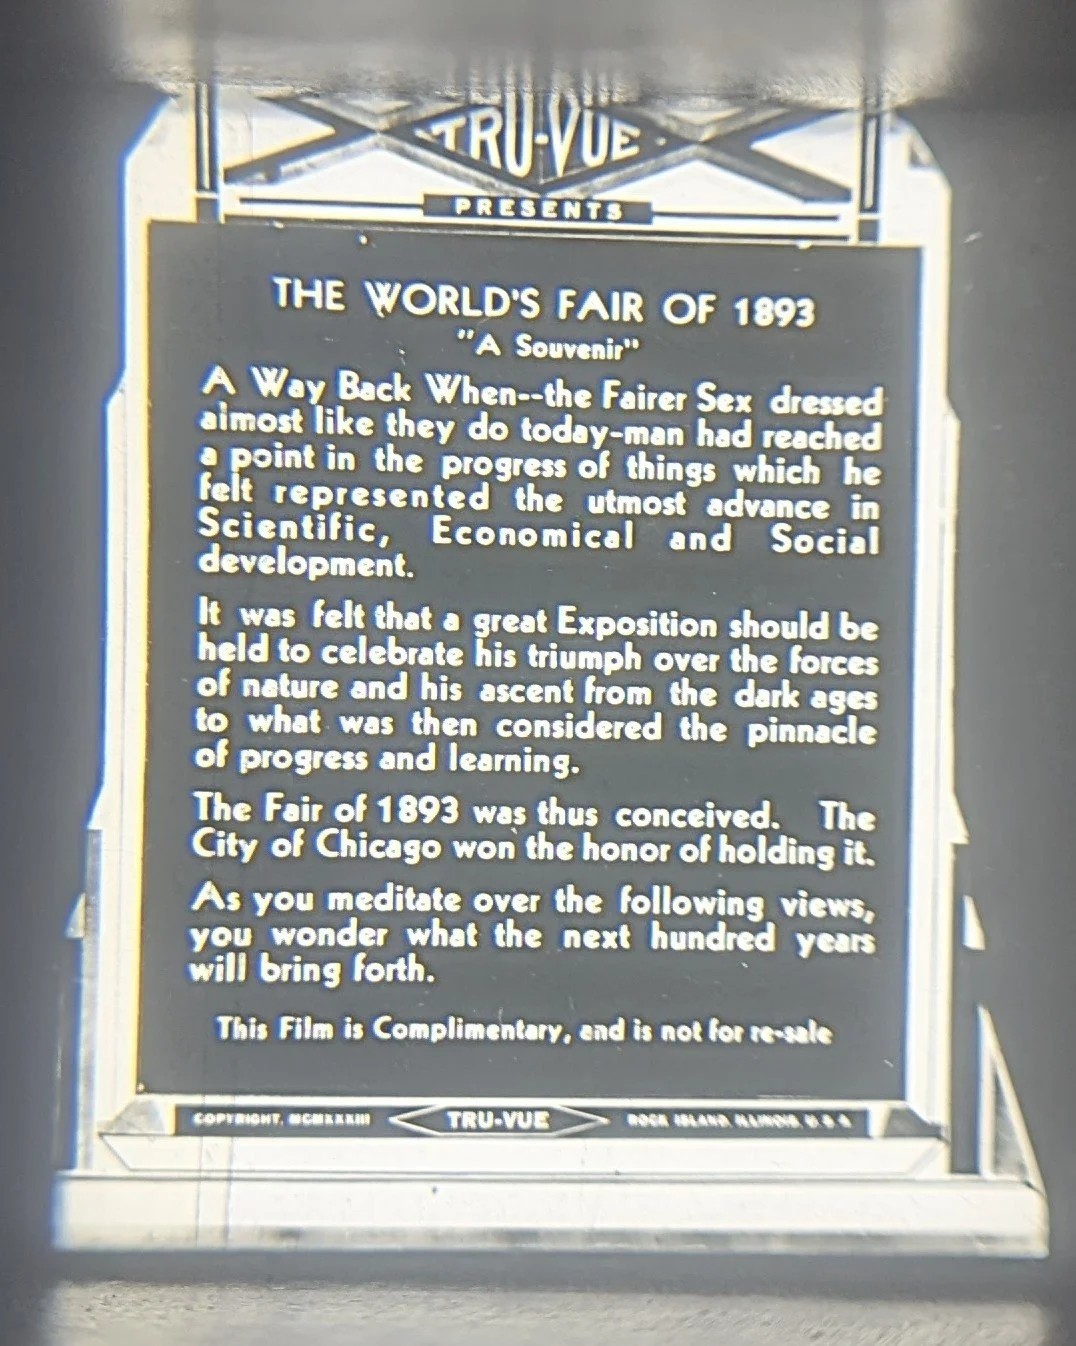 TRU-VUE
PRESENTS
THE WORLD'S FAIR OF 1893
"A Souvenir"
A Way Back When--the Fairer Sex dressed
almost like they do today-man had reached
a point in the progress of things which he
felt represented the utmost advance in
Scientific, Economical and Social
development.
It was felt that a great Exposition should be
held to celebrate his triumph over the forces
of nature and his ascent from the dark ages
to what was then considered the pinnacle
of progress and learning.
The Fair of 1893 was thus conceived. The
City of Chicago won the honor of holding it.
As you meditate over the following views,
you wonder what the next hundred years
will bring forth.
This Film is Complimentary, and is not for re-sale
COPYRIGHT, MCMXXXIII TRU-VUE ROCK ISLAND, ILLINOIS, U.S.A.